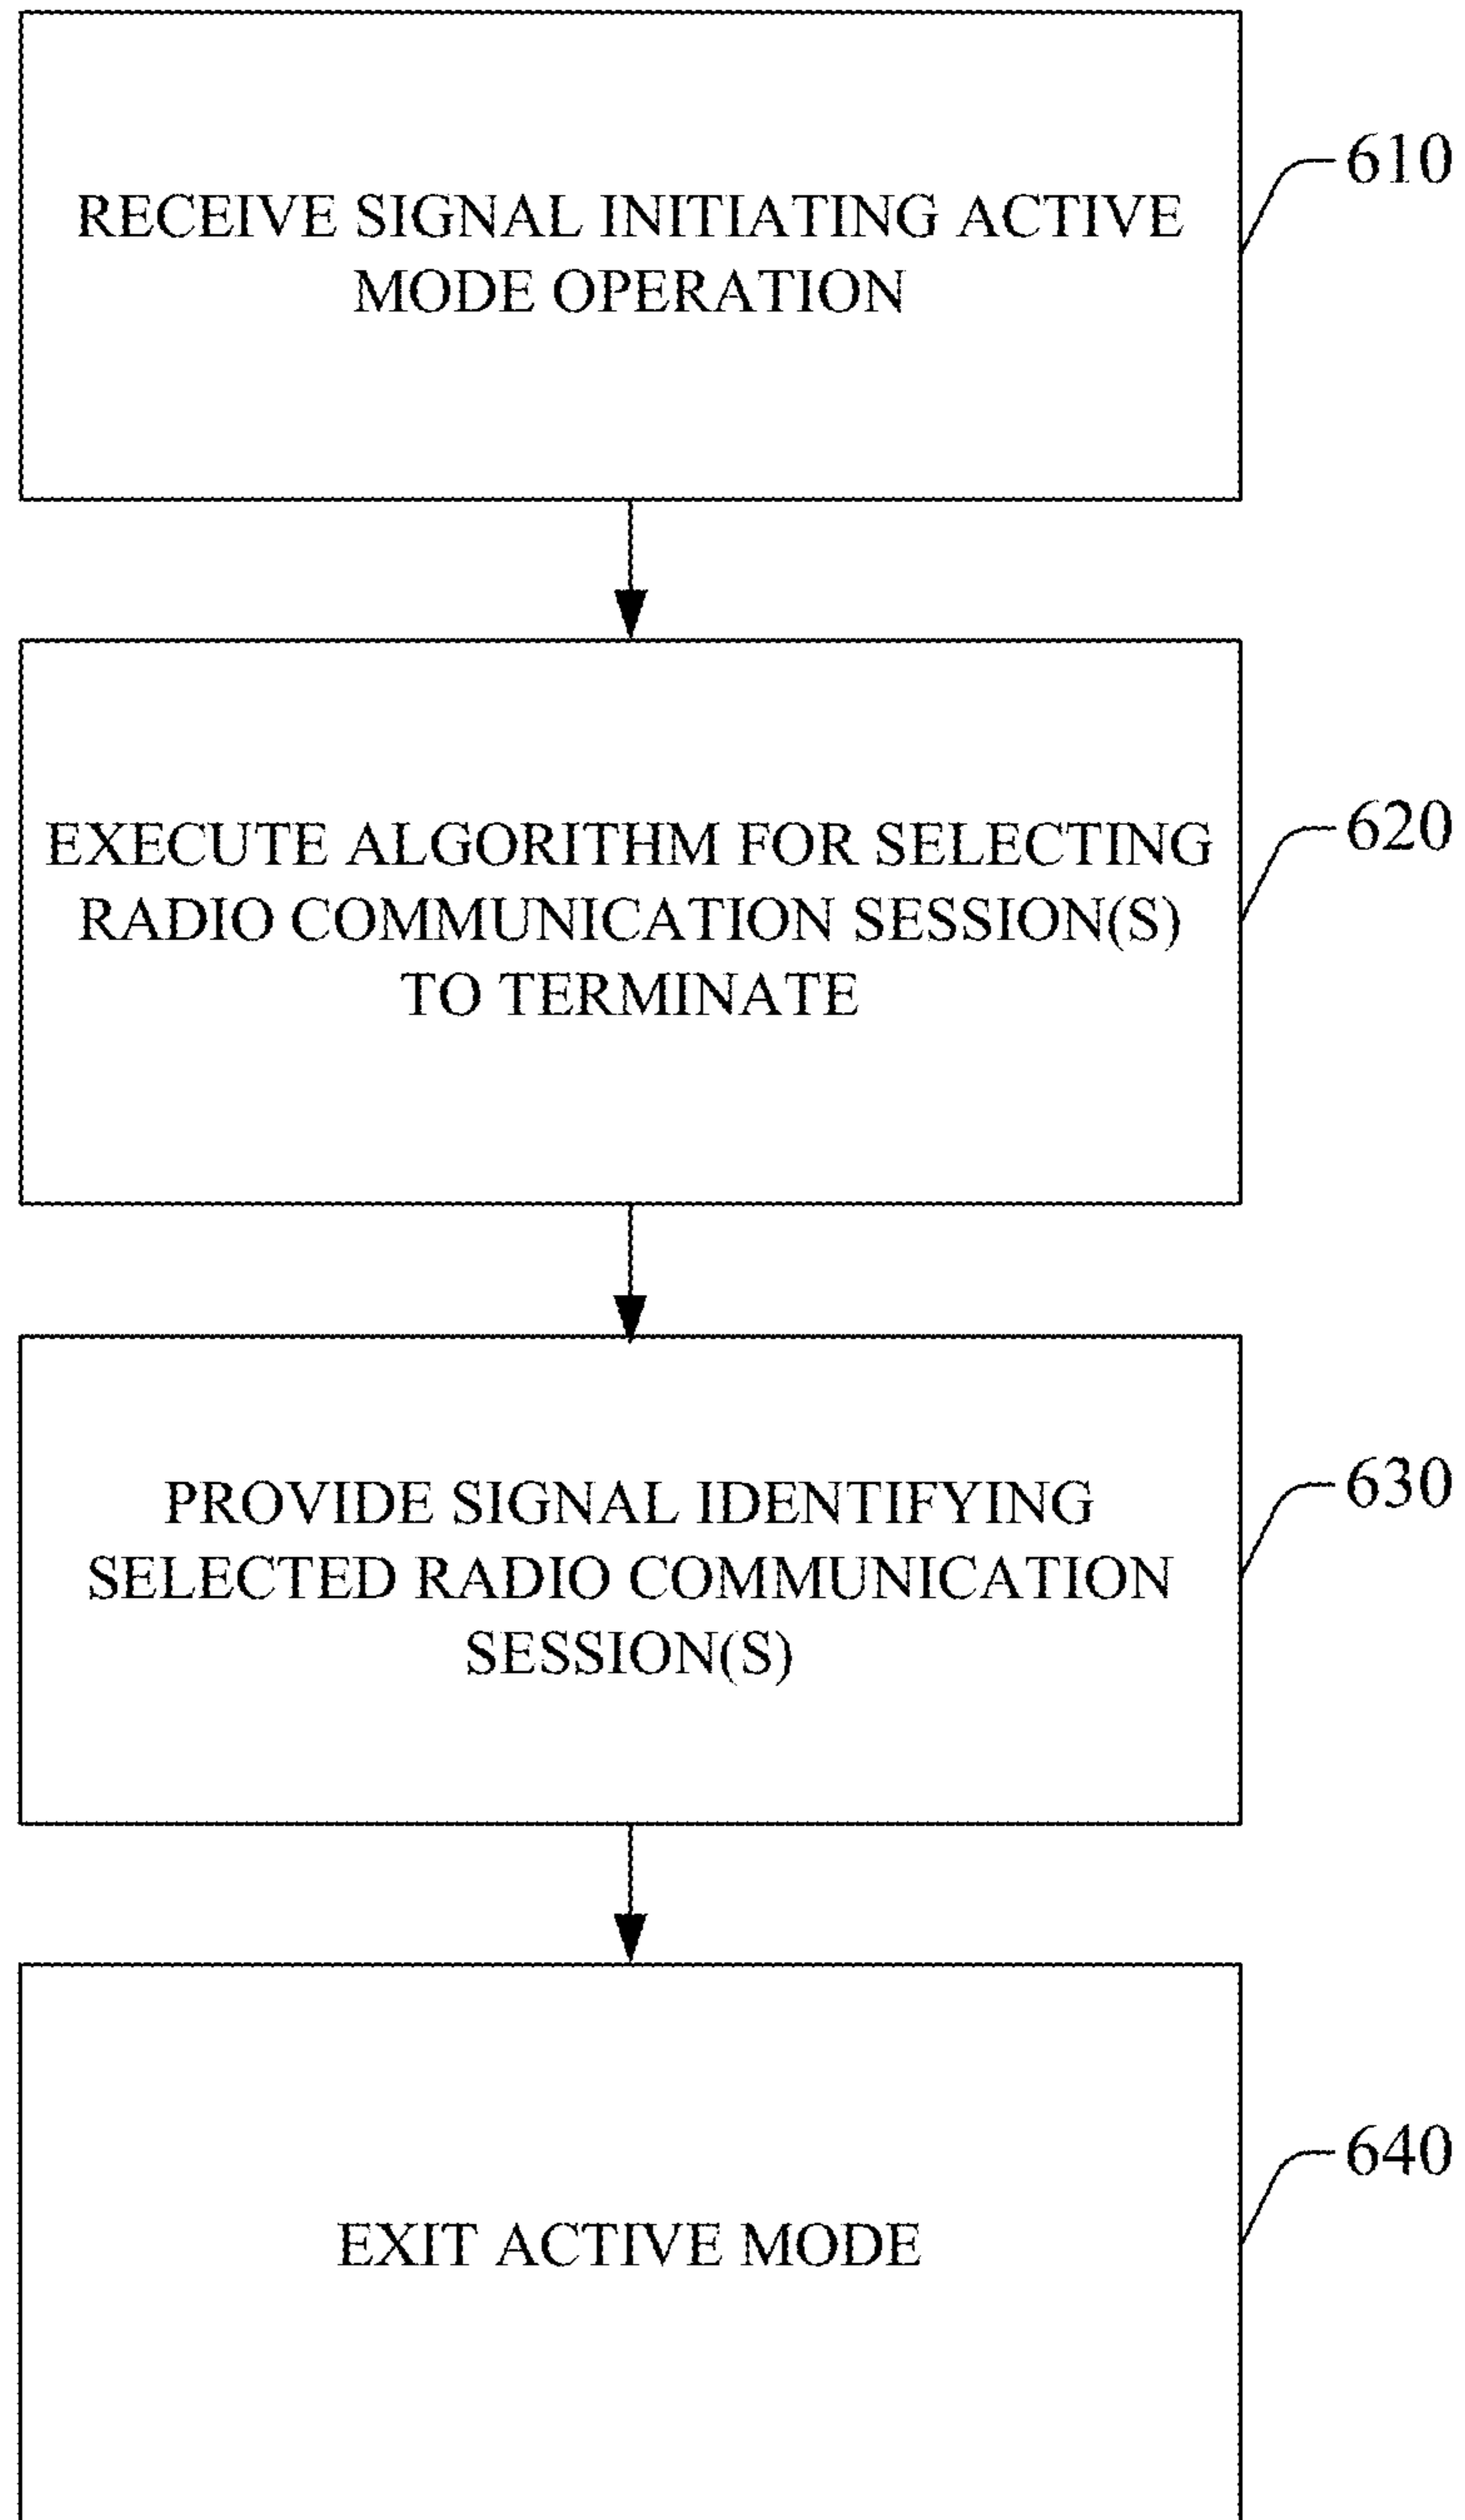 RECEIVE SIGNAL INITIATING ACTIVE
MODE OPERATION
610
EXECUTE ALGORITHM FOR SELECTING
RADIO COMMUNICATION SESSION(S)
TO TERMINATE
620
PROVIDE SIGNAL IDENTIFYING
SELECTED RADIO COMMUNICATION
SESSION(S)
630
EXIT ACTIVE MODE
640